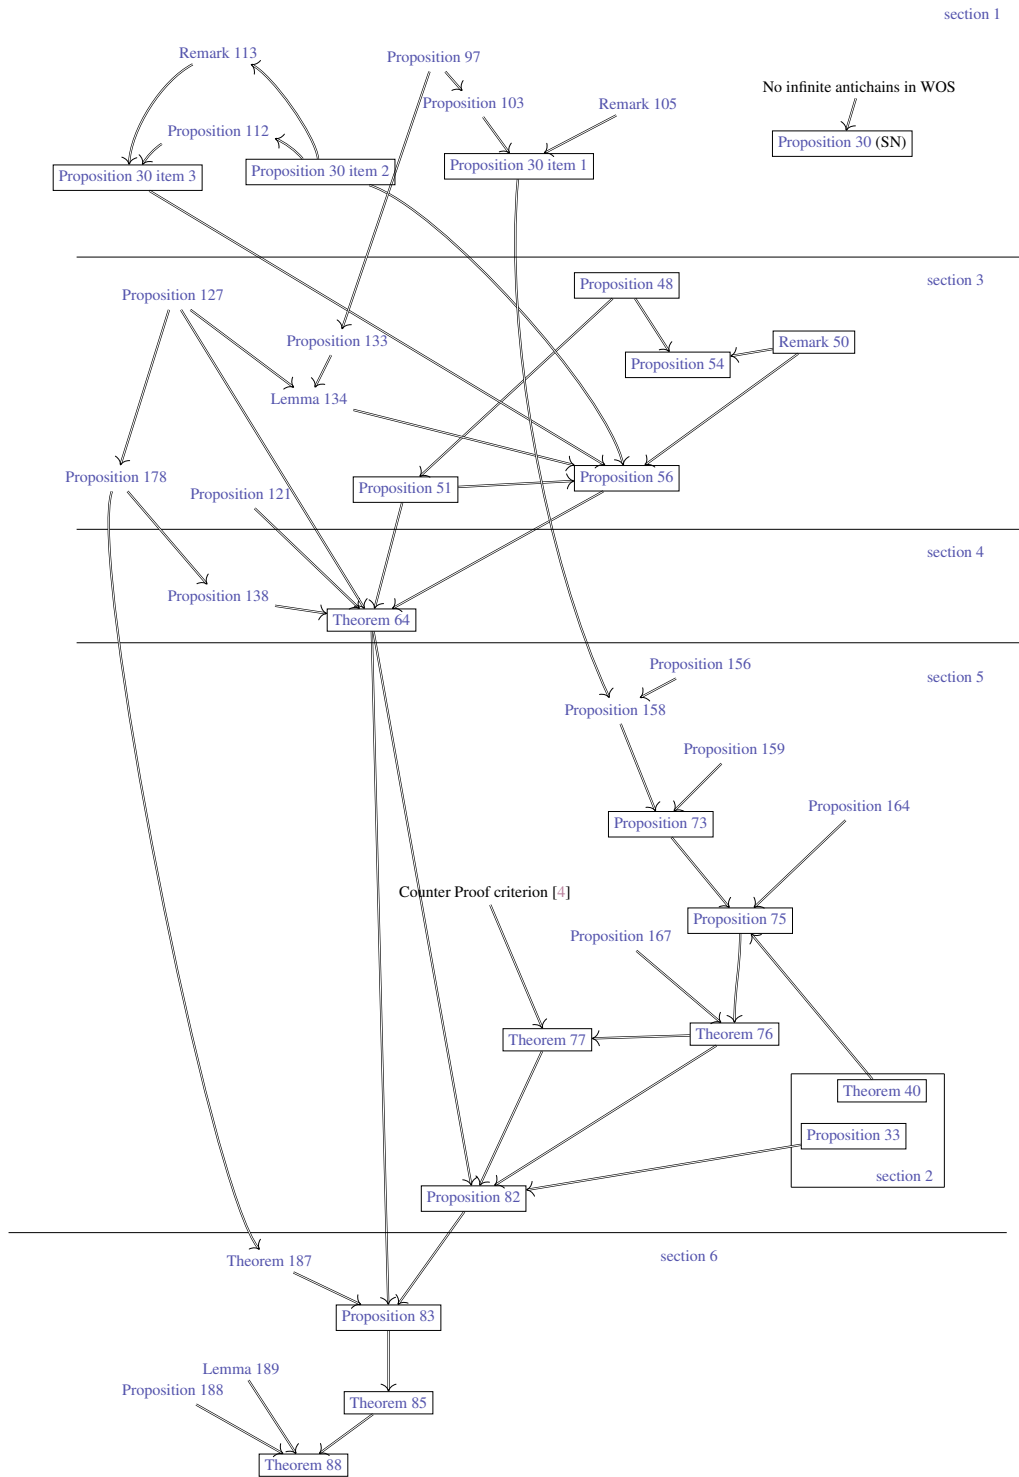 section 1
Remark 113
Proposition 97
No infinite antichains in WOS
Proposition 103
Remark 105
Proposition 112
Proposition 30 (SN)
Proposition 30 item 3
Proposition 30 item 2
Proposition 30 item 1
section 3
Proposition 48
Proposition 127
Proposition 133
Remark 50
Proposition 54
Lemma 134
Proposition 178
Proposition 56
Proposition 51
Proposition 121
section 4
Proposition 138
Theorem 64
Proposition 156
section 5
Proposition 158
Proposition 159
Proposition 164
Proposition 73
Counter Proof criterion [4]
Proposition 75
Proposition 167
Theorem 76
Theorem 77
Theorem 40
Proposition 33
section 2
Proposition 82
Theorem 187
section 6
Proposition 83
Lemma 189
Proposition 188
Theorem 85
Theorem 88